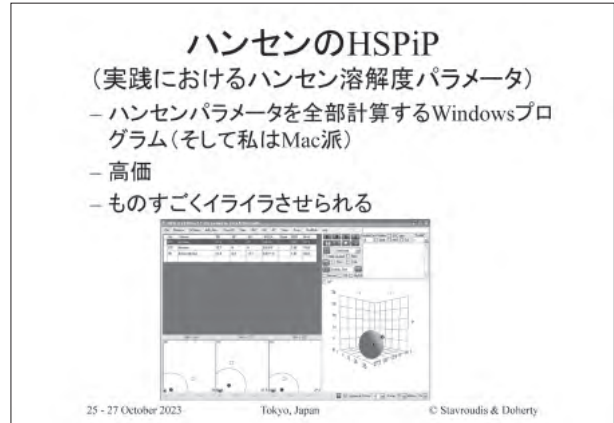 ハンセンのHSPiP
（実践におけるハンセン溶解度パラメータ）
– ハンセンパラメータを全部計算するWindowsプロ
グラム（そして私はMac派）
– 高価
– ものすごくイライラさせられる
25 - 27 October 2023
Tokyo, Japan
© Stavroudis & Doherty